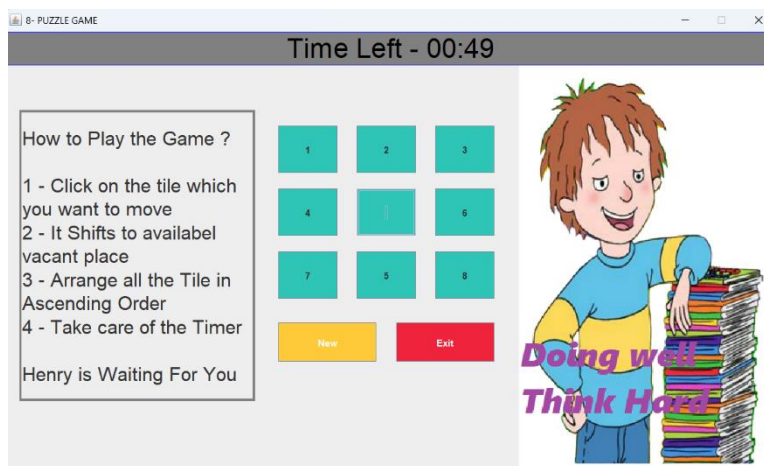 8- PUZZLE GAME
Time Left - 00:49
How to Play the Game ?
1 - Click on the tile which
you want to move
2 - It Shifts to availabel
vacant place
3 - Arrange all the Tile in
Ascending Order
4 - Take care of the Timer
Henry is Waiting For You
1 2 3
4 6
7 5 8
New Exit
Doing well
Think Hard